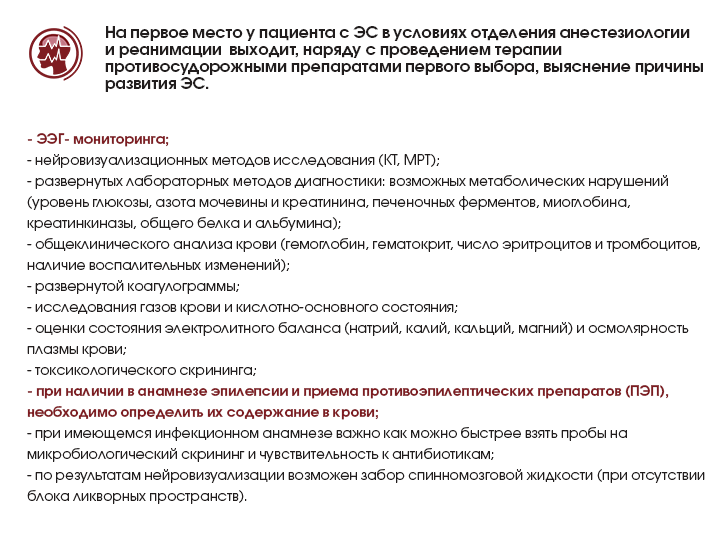 На первое место у пациента с ЭС в условиях отделения анестезиологии
и реанимации  выходит, наряду с проведением терапии
противосудорожными препаратами первого выбора, выяснение причины
развития ЭС.
- ЭЭГ- мониторинга;
- нейровизуализационных методов исследования (КТ, МРТ);
- развернутых лабораторных методов диагностики: возможных метаболических нарушений
(уровень глюкозы, азота мочевины и креатинина, печеночных ферментов, миоглобина,
креатинкиназы, общего белка и альбумина);
- общеклинического анализа крови (гемоглобин, гематокрит, число эритроцитов и тромбоцитов,
наличие воспалительных изменений);
- развернутой коагулограммы;
- исследования газов крови и кислотно-основного состояния;
- оценки состояния электролитного баланса (натрий, калий, кальций, магний) и осмолярность
плазмы крови;
- токсикологического скрининга;
- при наличии в анамнезе эпилепсии и приема противоэпилептических препаратов (ПЭП),
необходимо определить их содержание в крови;
- при имеющемся инфекционном анамнезе важно как можно быстрее взять пробы на
микробиологический скрининг и чувствительность к антибиотикам;
- по результатам нейровизуализации возможен забор спинномозговой жидкости (при отсутствии
блока ликворных пространств).